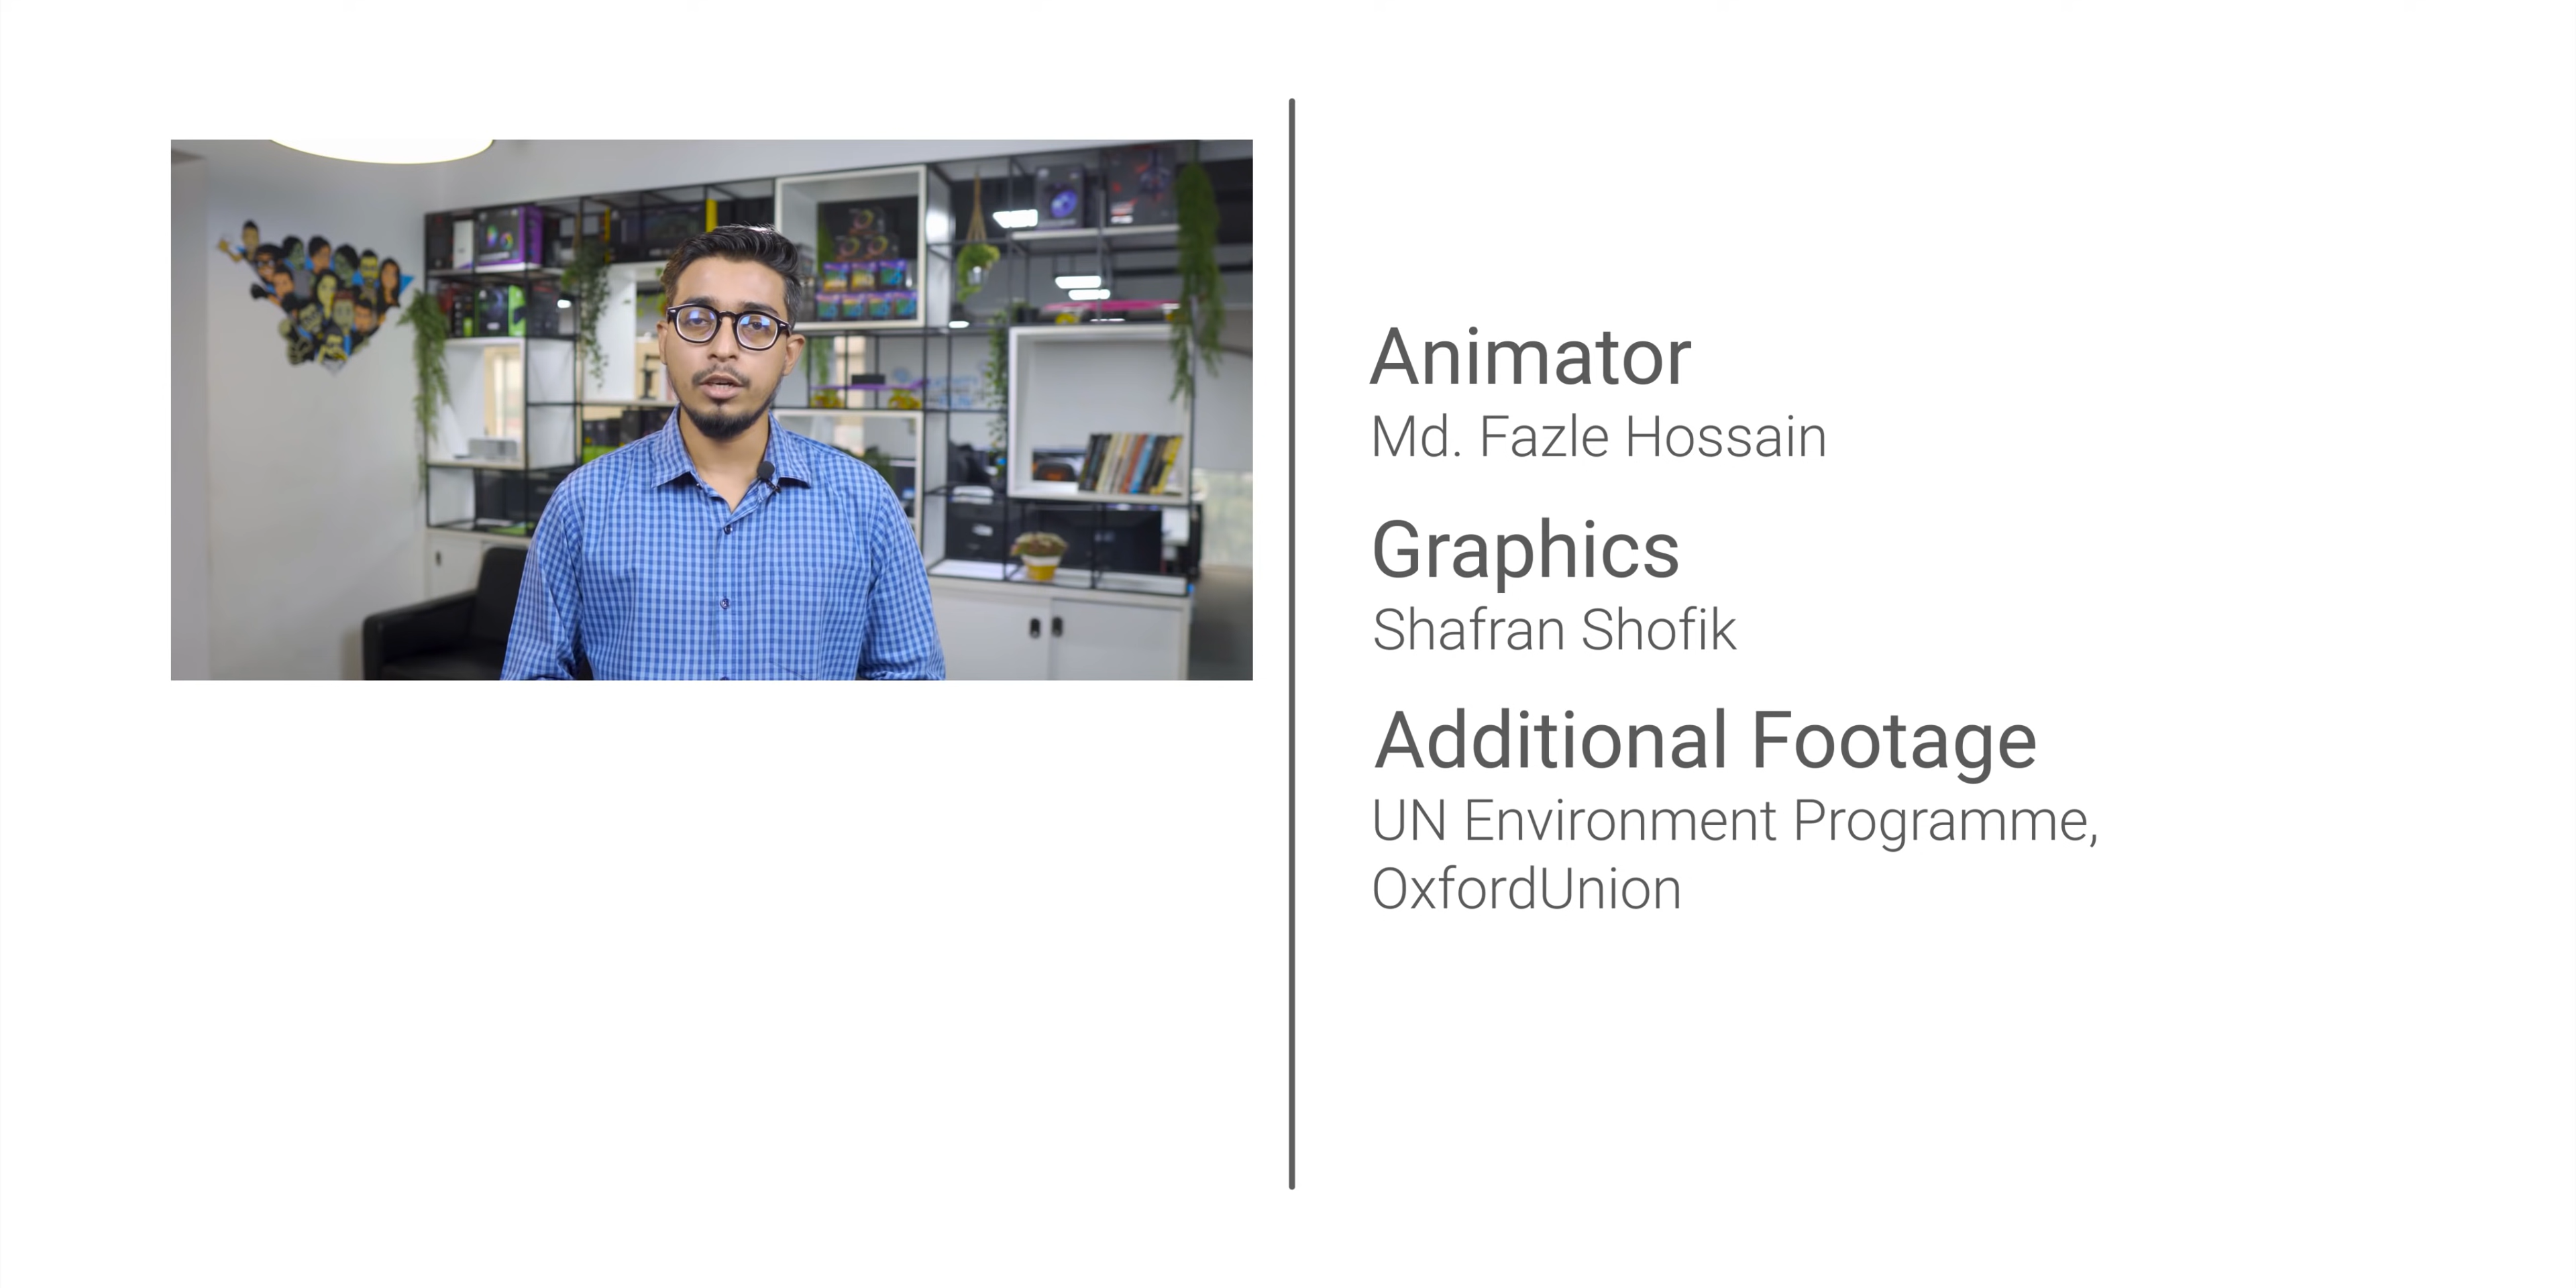 Animator
Md. Fazle Hossain
Graphics
Shafran Shofik
Additional Footage
UN Environment Programme,
OxfordUnion